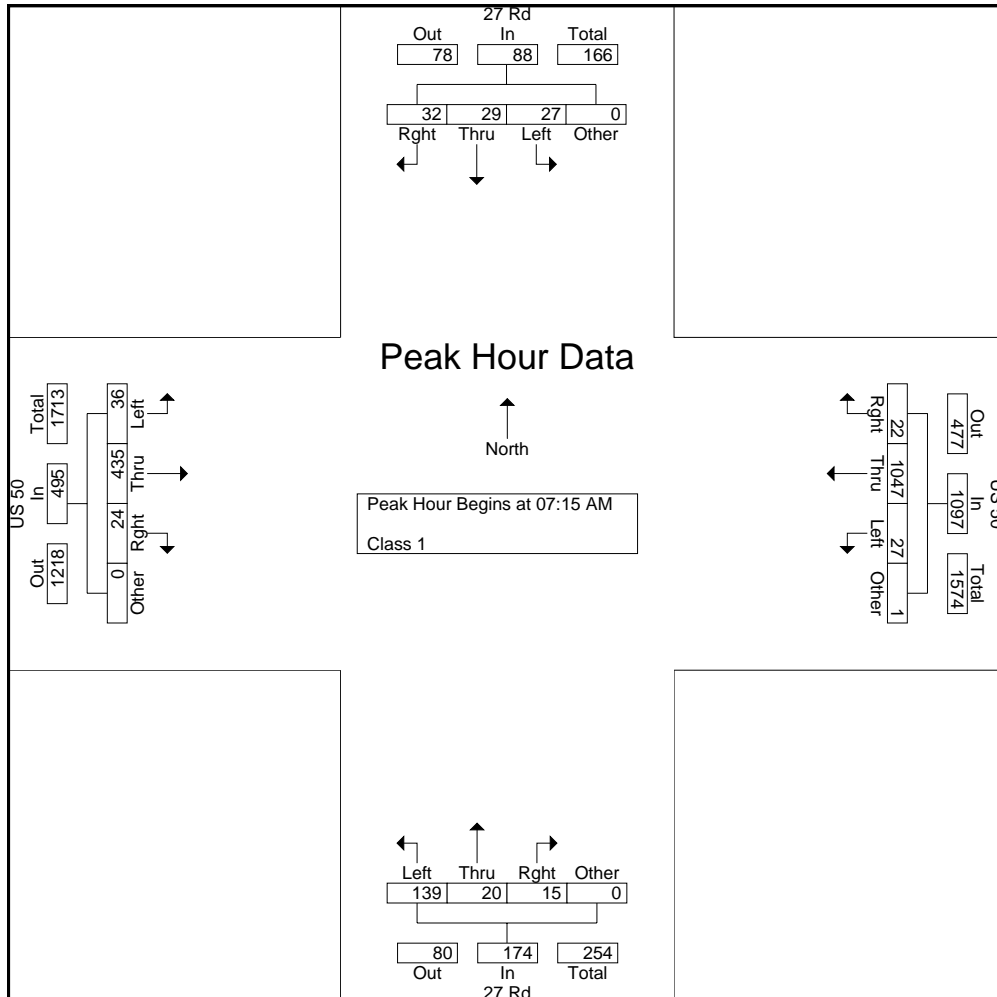 27 Rd
Out In Total
78 88 166
32 29 27 0
Rght Thru Left Other
Peak Hour Data
North
Peak Hour Begins at 07:15 AM
Class 1
US 50
Total In Out
1713 495 1218
36 435 24 0
Left Thru Rght Other
Rght Thru Left Other
22 1047 27 1
477 1097 1574
Out In Total
US 50
Left Thru Rght Other
139 20 15 0
80 174 254
Out In Total
27 Rd